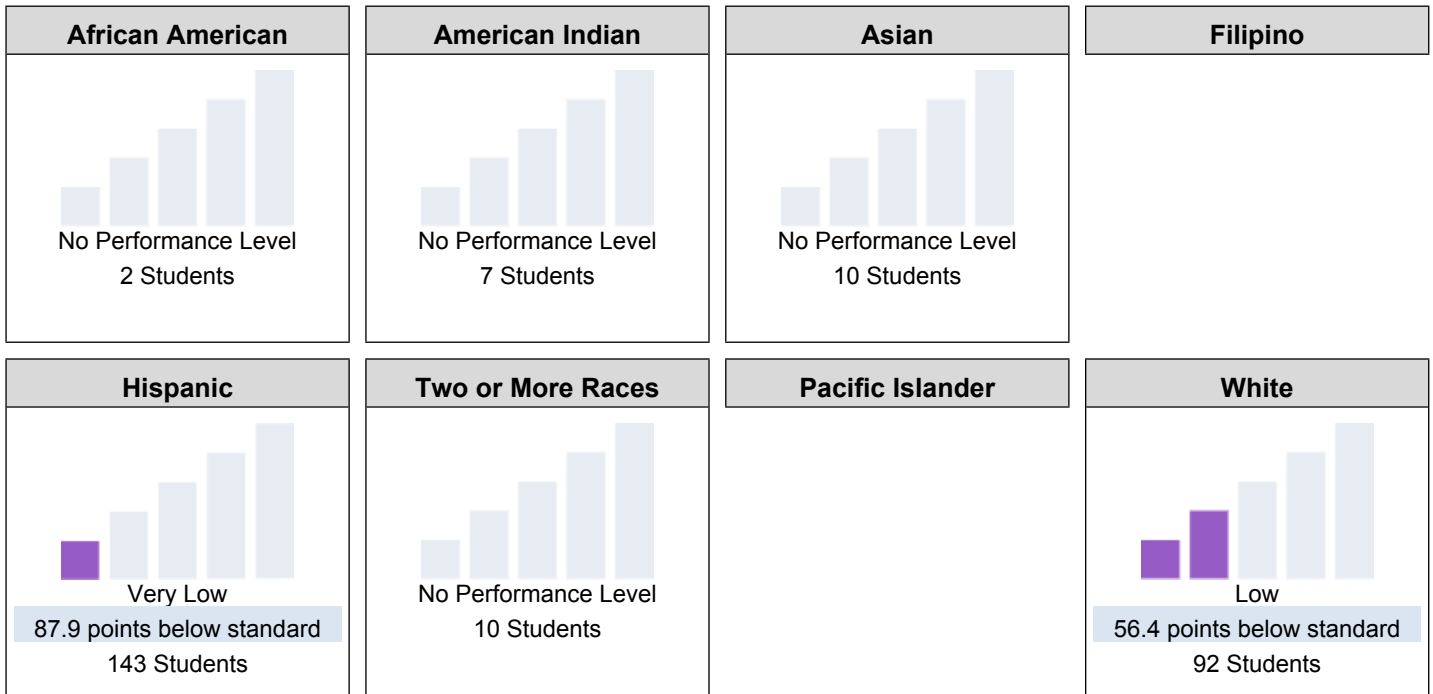 African American
No Performance Level
2 Students
American Indian
No Performance Level
7 Students
Asian
No Performance Level
10 Students
Filipino
Hispanic
Very Low
87.9 points below standard
143 Students
Two or More Races
No Performance Level
10 Students
Pacific Islander
White
Low
56.4 points below standard
92 Students